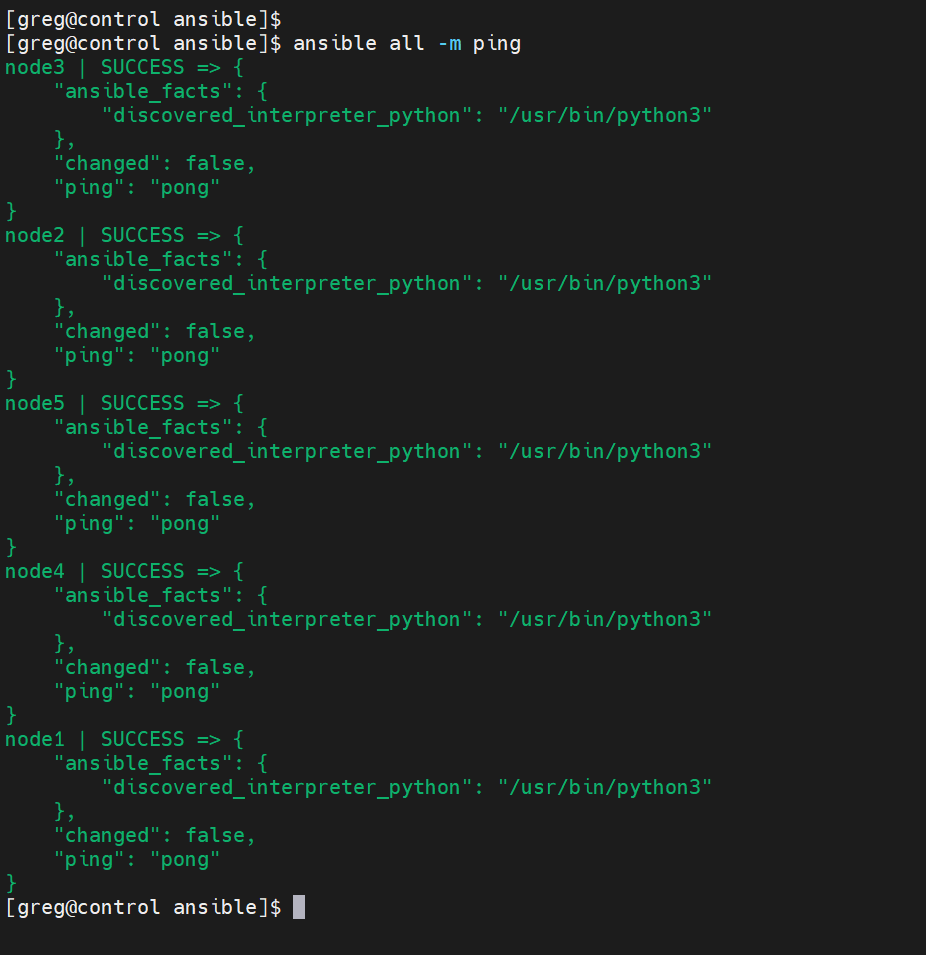 [greg@control ansible]$
[greg@control ansible]$ ansible all -m ping
node3 | SUCCESS => {
    "ansible_facts": {
        "discovered_interpreter_python": "/usr/bin/python3"
    },
    "changed": false,
    "ping": "pong"
}
node2 | SUCCESS => {
    "ansible_facts": {
        "discovered_interpreter_python": "/usr/bin/python3"
    },
    "changed": false,
    "ping": "pong"
}
node5 | SUCCESS => {
    "ansible_facts": {
        "discovered_interpreter_python": "/usr/bin/python3"
    },
    "changed": false,
    "ping": "pong"
}
node4 | SUCCESS => {
    "ansible_facts": {
        "discovered_interpreter_python": "/usr/bin/python3"
    },
    "changed": false,
    "ping": "pong"
}
node1 | SUCCESS => {
    "ansible_facts": {
        "discovered_interpreter_python": "/usr/bin/python3"
    },
    "changed": false,
    "ping": "pong"
}
[greg@control ansible]$